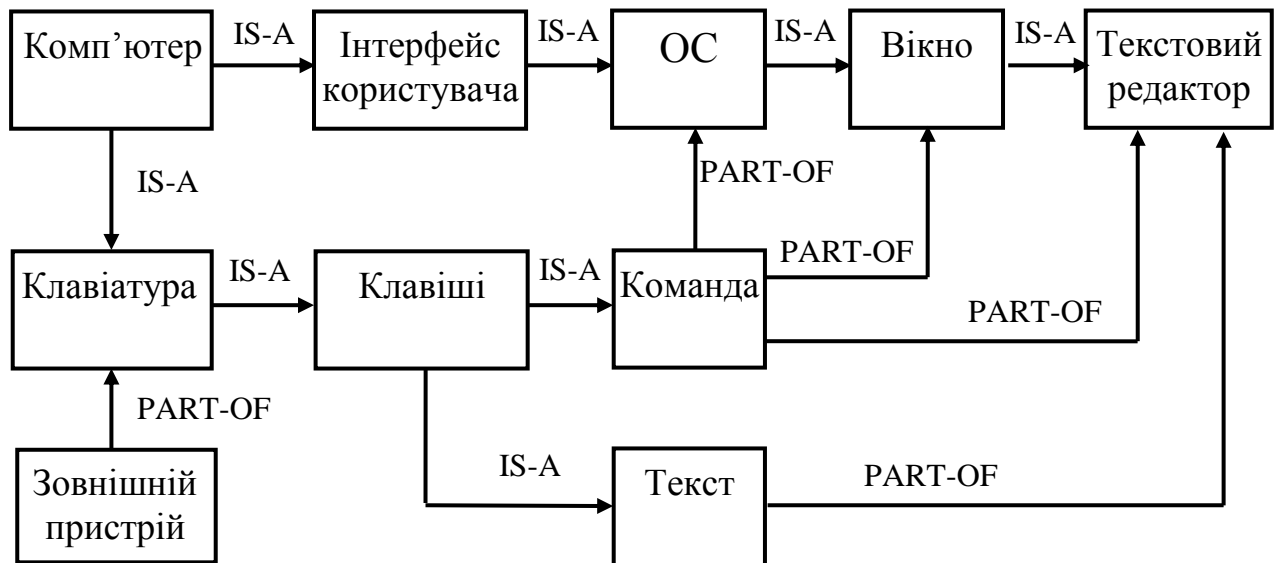 Комп’ютер
IS-A
Інтерфейс
користувача
IS-A
ОС
IS-A
Вікно
IS-A
Текстовий
редактор
IS-A
PART-OF
Клавіатура
IS-A
Клавіші
IS-A
Команда
PART-OF
PART-OF
PART-OF
Зовнішній
пристрій
IS-A
Текст
PART-OF